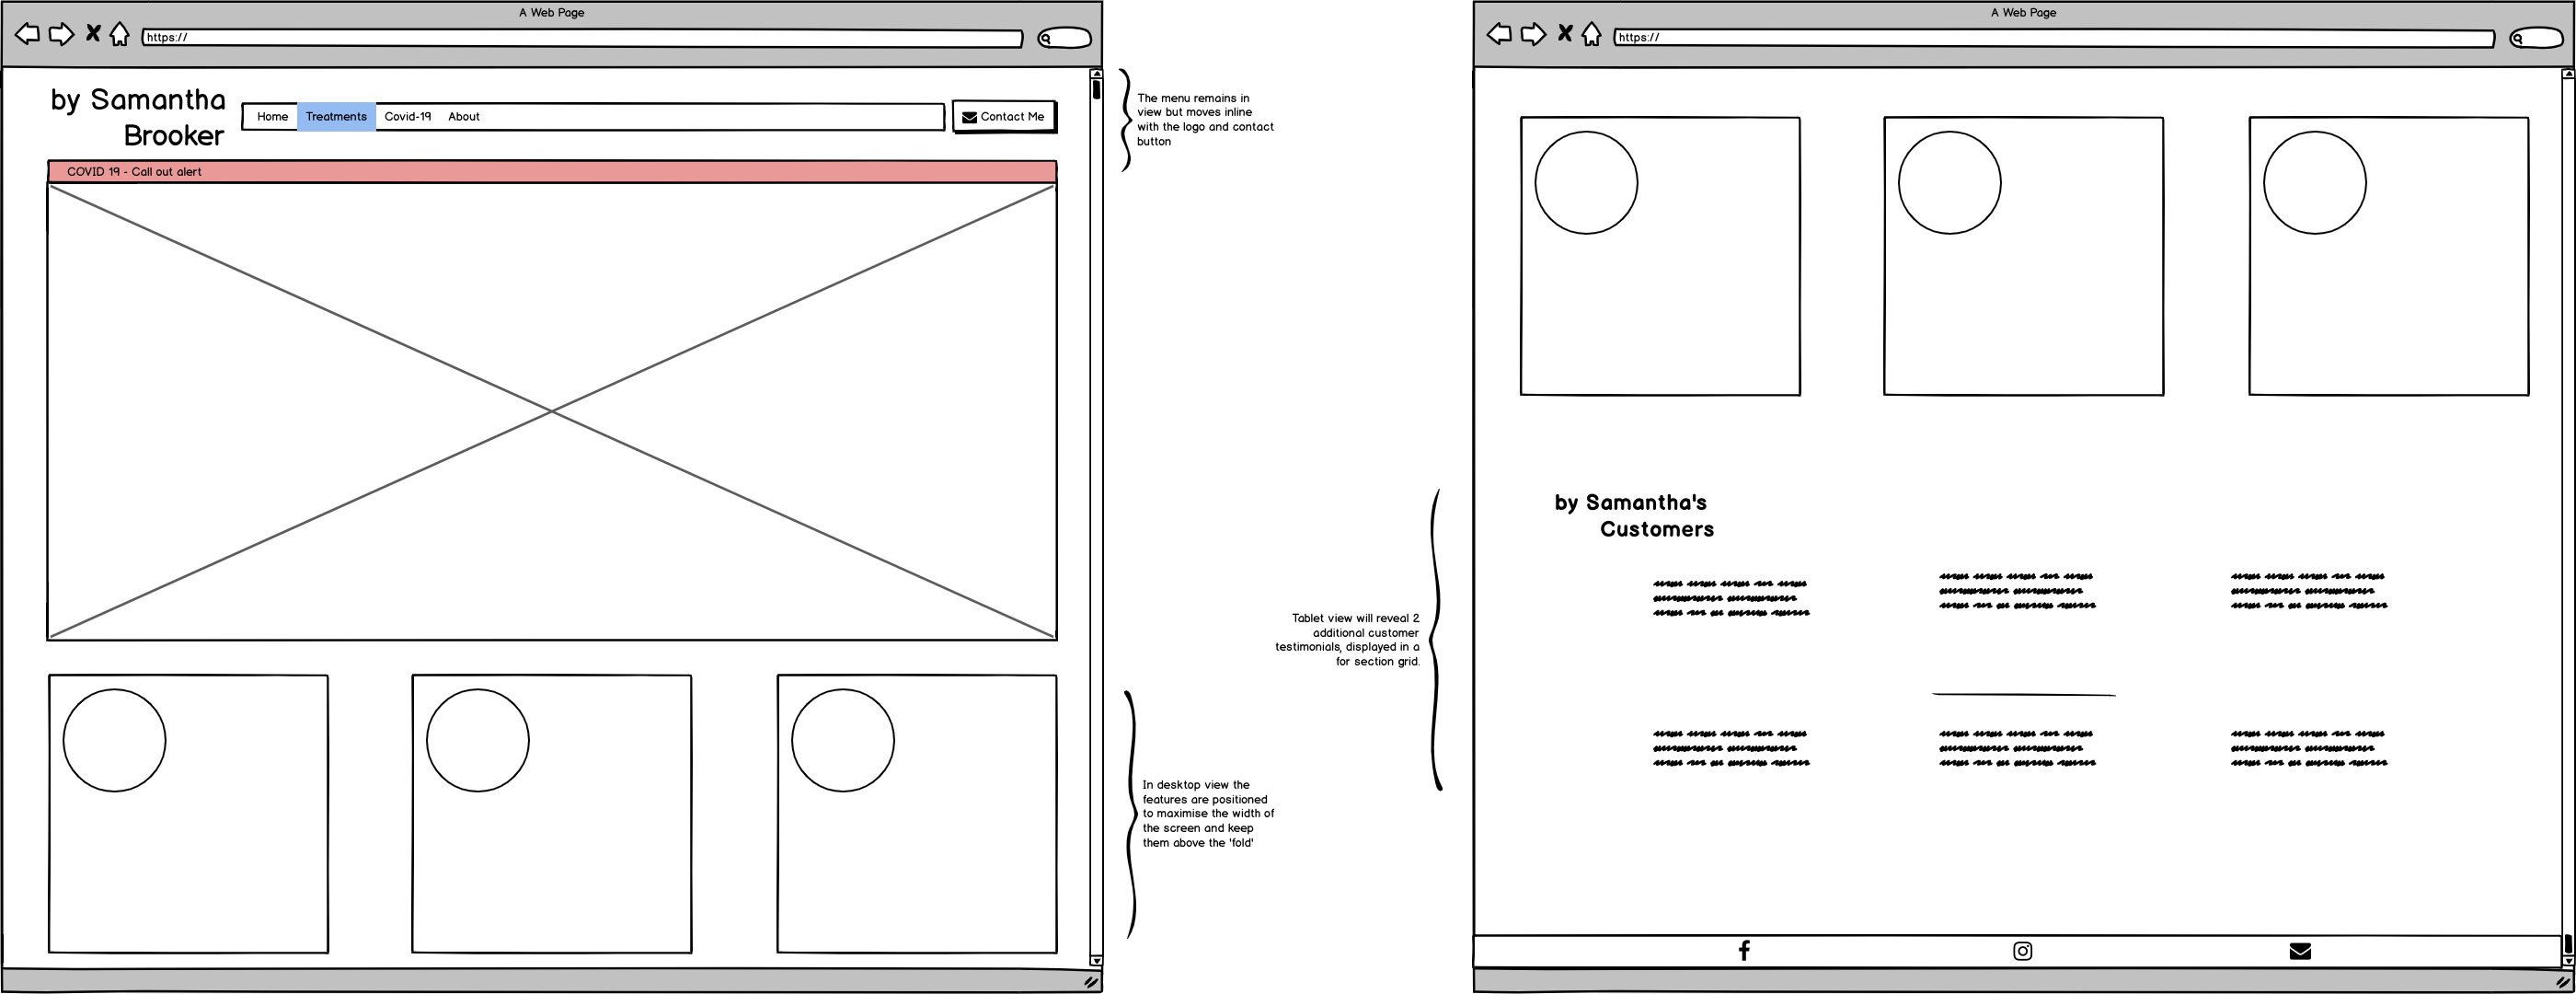 A Web Page
https://
by Samantha
Brooker
Home Treatments Covid-19 About
Contact Me
COVID 19 - Call out alert
The menu remains in
view but moves inline
with the logo and contact
button
In desktop view the
features are positioned
to maximise the width of
the screen and keep
them above the 'fold'
Tablet view will reveal 2
additional customer
testimonials, displayed in a
for section grid.
A Web Page
https://
by Samantha's
Customers